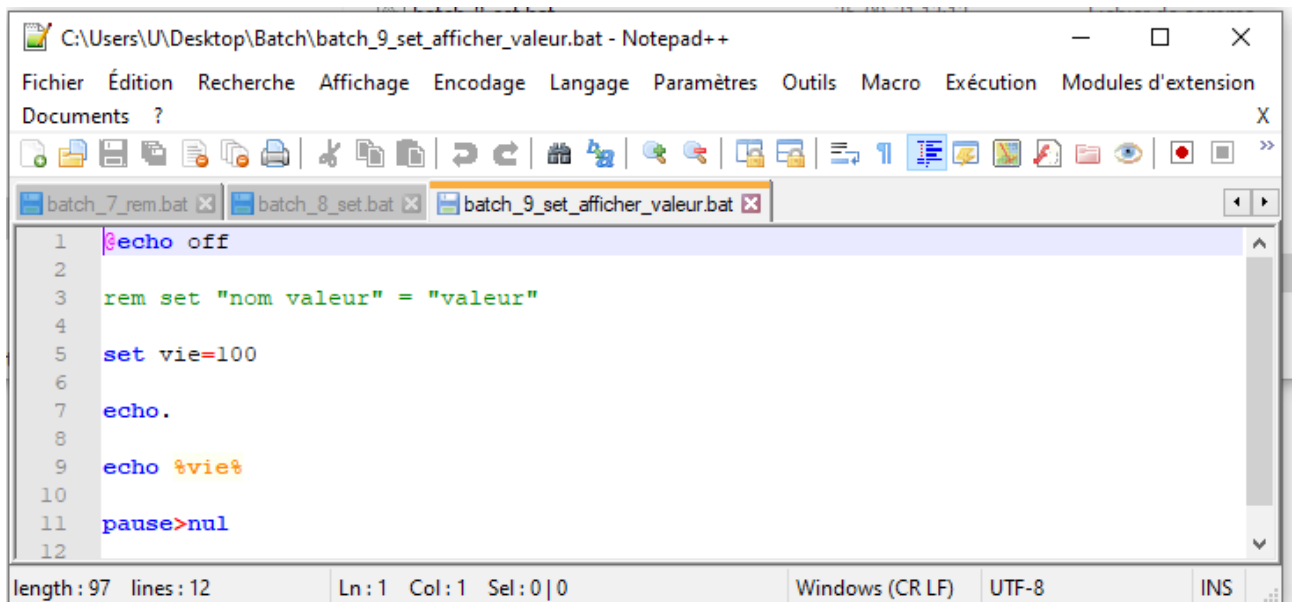 C:\Users\U\Desktop\Batch\batch_9_set_afficher_valeur.bat - Notepad++
Fichier Édition Recherche Affichage Encodage Langage Paramètres Outils Macro Exécution Modules d'extension
Documents ? X
batch_7_rem.bat batch_8_set.bat batch_9_set_afficher_valeur.bat
1 @echo off
2
3 rem set "nom valeur" = "valeur"
4
5 set vie=100
6
7 echo.
8
9 echo %vie%
10
11 pause>nul
12
length : 97 lines : 12 Ln : 1 Col : 1 Sel : 0 | 0 Windows (CR LF) UTF-8 INS